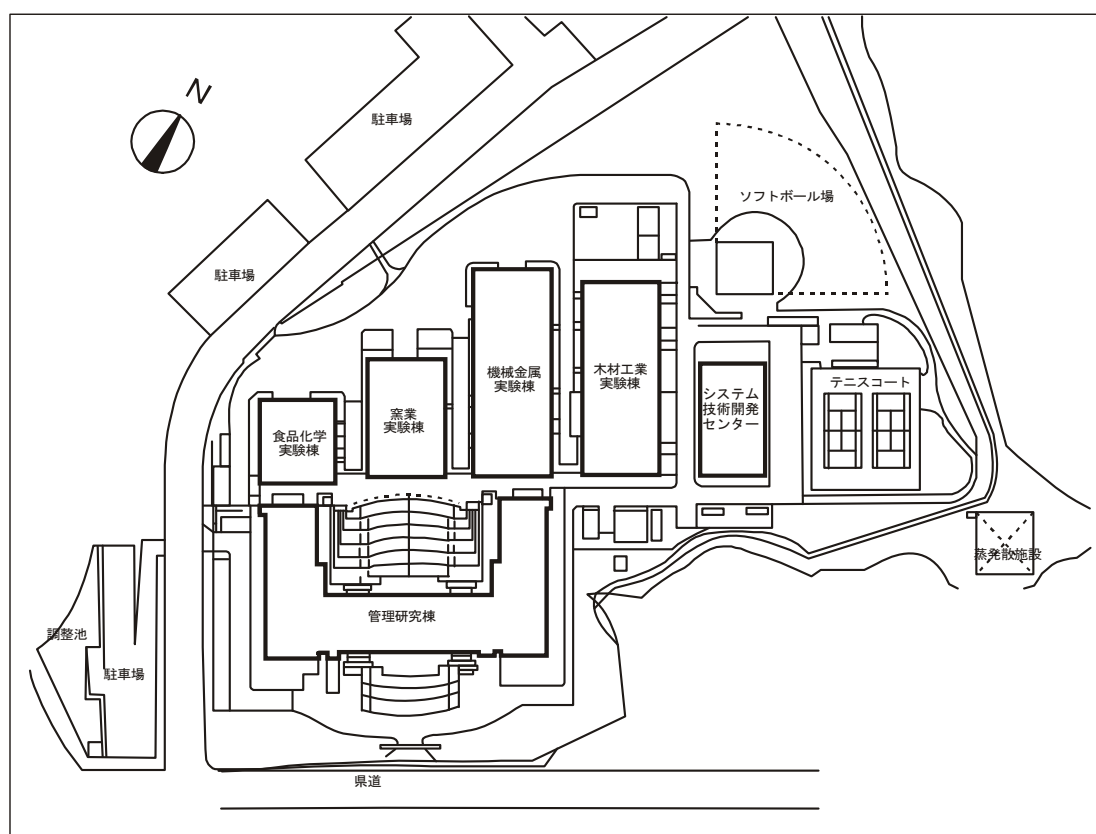 N
駐車場
ソフトボール場
駐車場
機械金属
実験棟
木材工業
実験棟
テニスコート
システム
技術開発
センター
窯業
実験棟
食品化学
実験棟
蒸発散施設
管理研究棟
調整池
駐車場
県道